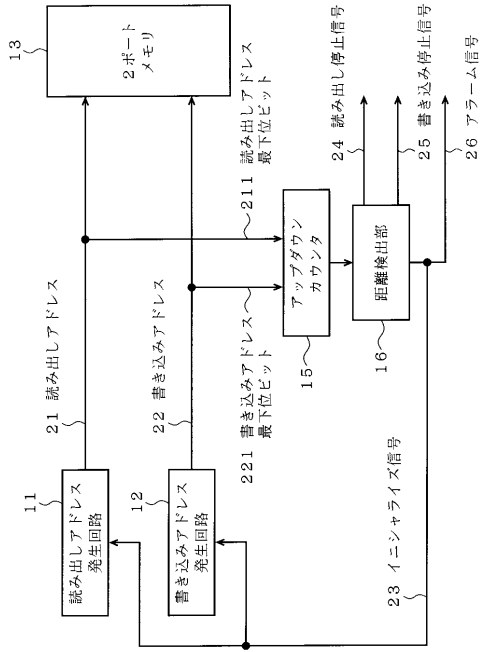 11
読み出しアドレス
発生回路
21 読み出しアドレス
13
2ポート
メモリ
12
書き込みアドレス
発生回路
22 書き込みアドレス
211 読み出しアドレス
最下位ビット
221 書き込みアドレス
最下位ビット
アップダウン
カウンタ
15
距離検出部
16
24 読み出し停止信号
25 書き込み停止信号
26 アラーム信号
23 イニシャライズ信号